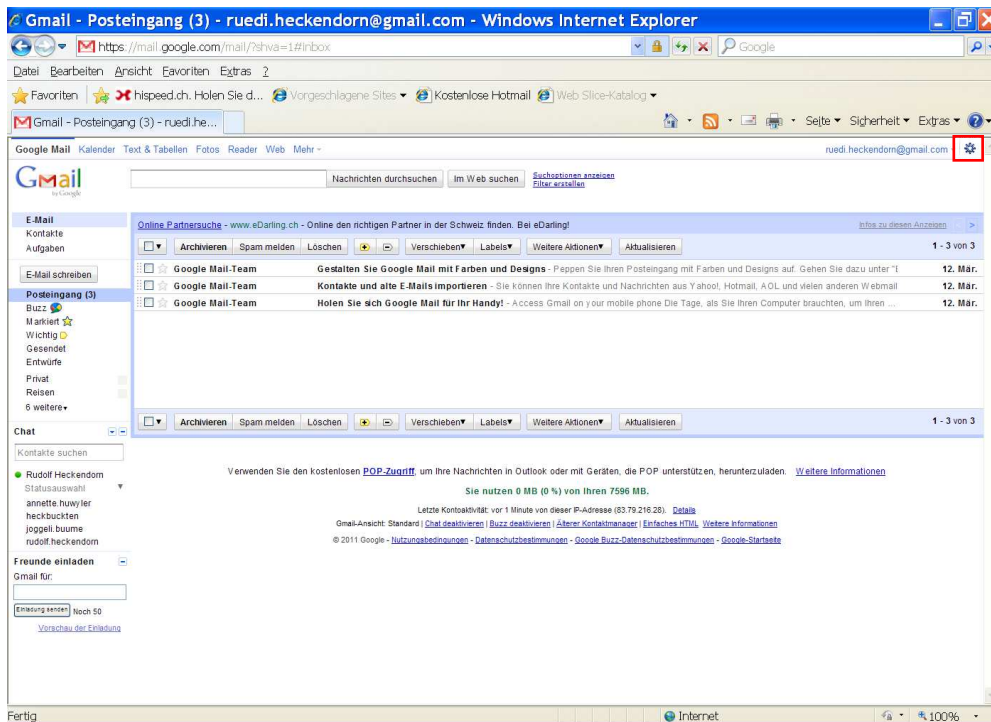 Gmail - Posteingang (3) - ruedi.heckendorn@gmail.com - Windows Internet Explorer
https://mail.google.com/mail/?shva=1#inbox
Google
Datei Bearbeiten Ansicht Favoriten Extras ?
Favoriten hispeed.ch. Holen Sie d... Vorgeschlagene Sites Kostenlose Hotmail Web Slice-Katalog
Gmail - Posteingang (3) - ruedi.he... Seite Sicherheit Extras
Google Mail Kalender Text & Tabellen Fotos Reader Web Mehr ruedi.heckendorn@gmail.com
Gmail by Google
Nachrichten durchsuchen Im Web suchen Suchoptionen anzeigen
Filter erstellen
E-Mail
Kontakte
Aufgaben
E-Mail schreiben
Posteingang (3)
Buzz
Markiert
Wichtig
Gesendet
Entwürfe
Privat
Reisen
6 weitere
Chat
Kontakte suchen
Rudolf Heckendorn
Statusauswahl
annette.huwyler
heckbuckten
joggeli.buume
rudolf.heckendorn
Freunde einladen
Gmail für:
Einladung senden Noch 50
Vorschau der Einladung
Online Partnersuche - www.eDarling.ch - Online den richtigen Partner in der Schweiz finden. Bei eDarling! Infos zu diesen Anzeigen < >
Archivieren Spam melden Löschen Verschieben Labels Weitere Aktionen Aktualisieren 1 - 3 von 3
Google Mail-Team Gestalten Sie Google Mail mit Farben und Designs - Peppen Sie Ihren Posteingang mit Farben und Designs auf. Gehen Sie dazu unter "E 12. Mär.
Google Mail-Team Kontakte und alte E-Mails importieren - Sie können Ihre Kontakte und Nachrichten aus Yahoo!, Hotmail, AOL und vielen anderen Webmail 12. Mär.
Google Mail-Team Holen Sie sich Google Mail für Ihr Handy! - Access Gmail on your mobile phone Die Tage, als Sie Ihren Computer brauchten, um Ihren ... 12. Mär.
Archivieren Spam melden Löschen Verschieben Labels Weitere Aktionen Aktualisieren 1 - 3 von 3
Verwenden Sie den kostenlosen POP-Zugriff, um Ihre Nachrichten in Outlook oder mit Geräten, die POP unterstützen, herunterzuladen. Weitere Informationen
Sie nutzen 0 MB (0 %) von Ihren 7596 MB.
Letzte Kontoaktivität: vor 1 Minute von dieser IP-Adresse (83.79.216.28). Details
Gmail-Ansicht: Standard | Chat deaktivieren | Buzz deaktivieren | Älterer Kontaktmanager | Einfaches HTML Weitere Informationen
© 2011 Google - Nutzungsbedingungen - Datenschutzbestimmungen - Google Buzz-Datenschutzbestimmungen - Google-Startseite
Fertig Internet 100%